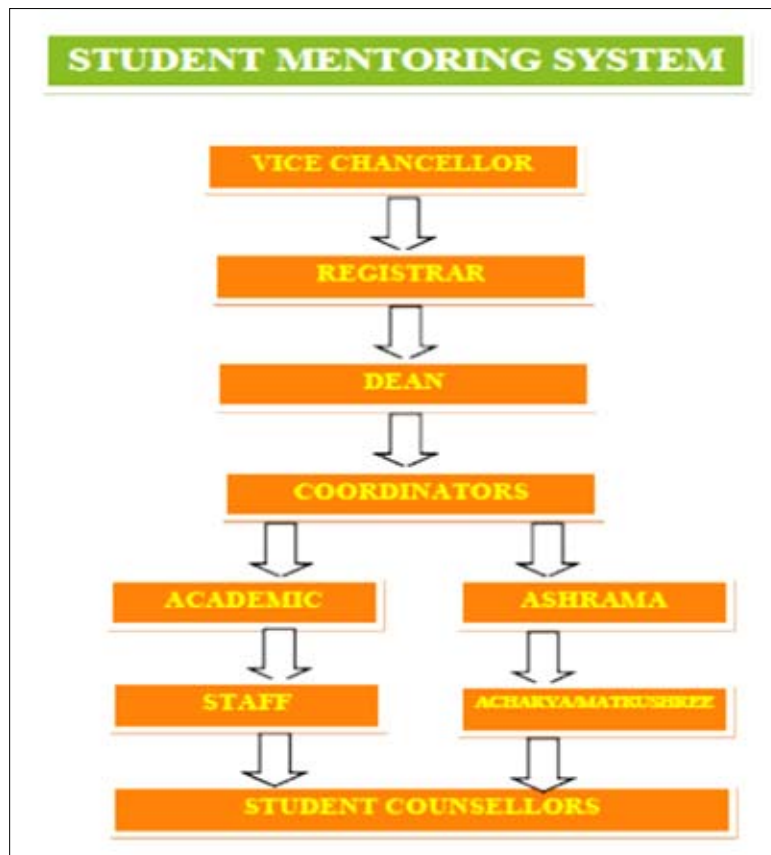 STUDENT MENTORING SYSTEM
VICE CHANCELLOR
REGISTRAR
DEAN
COORDINATORS
ACADEMIC
ASHRAMA
STAFF
ACHARYA/MATRUSHREE
STUDENT COUNSELLORS